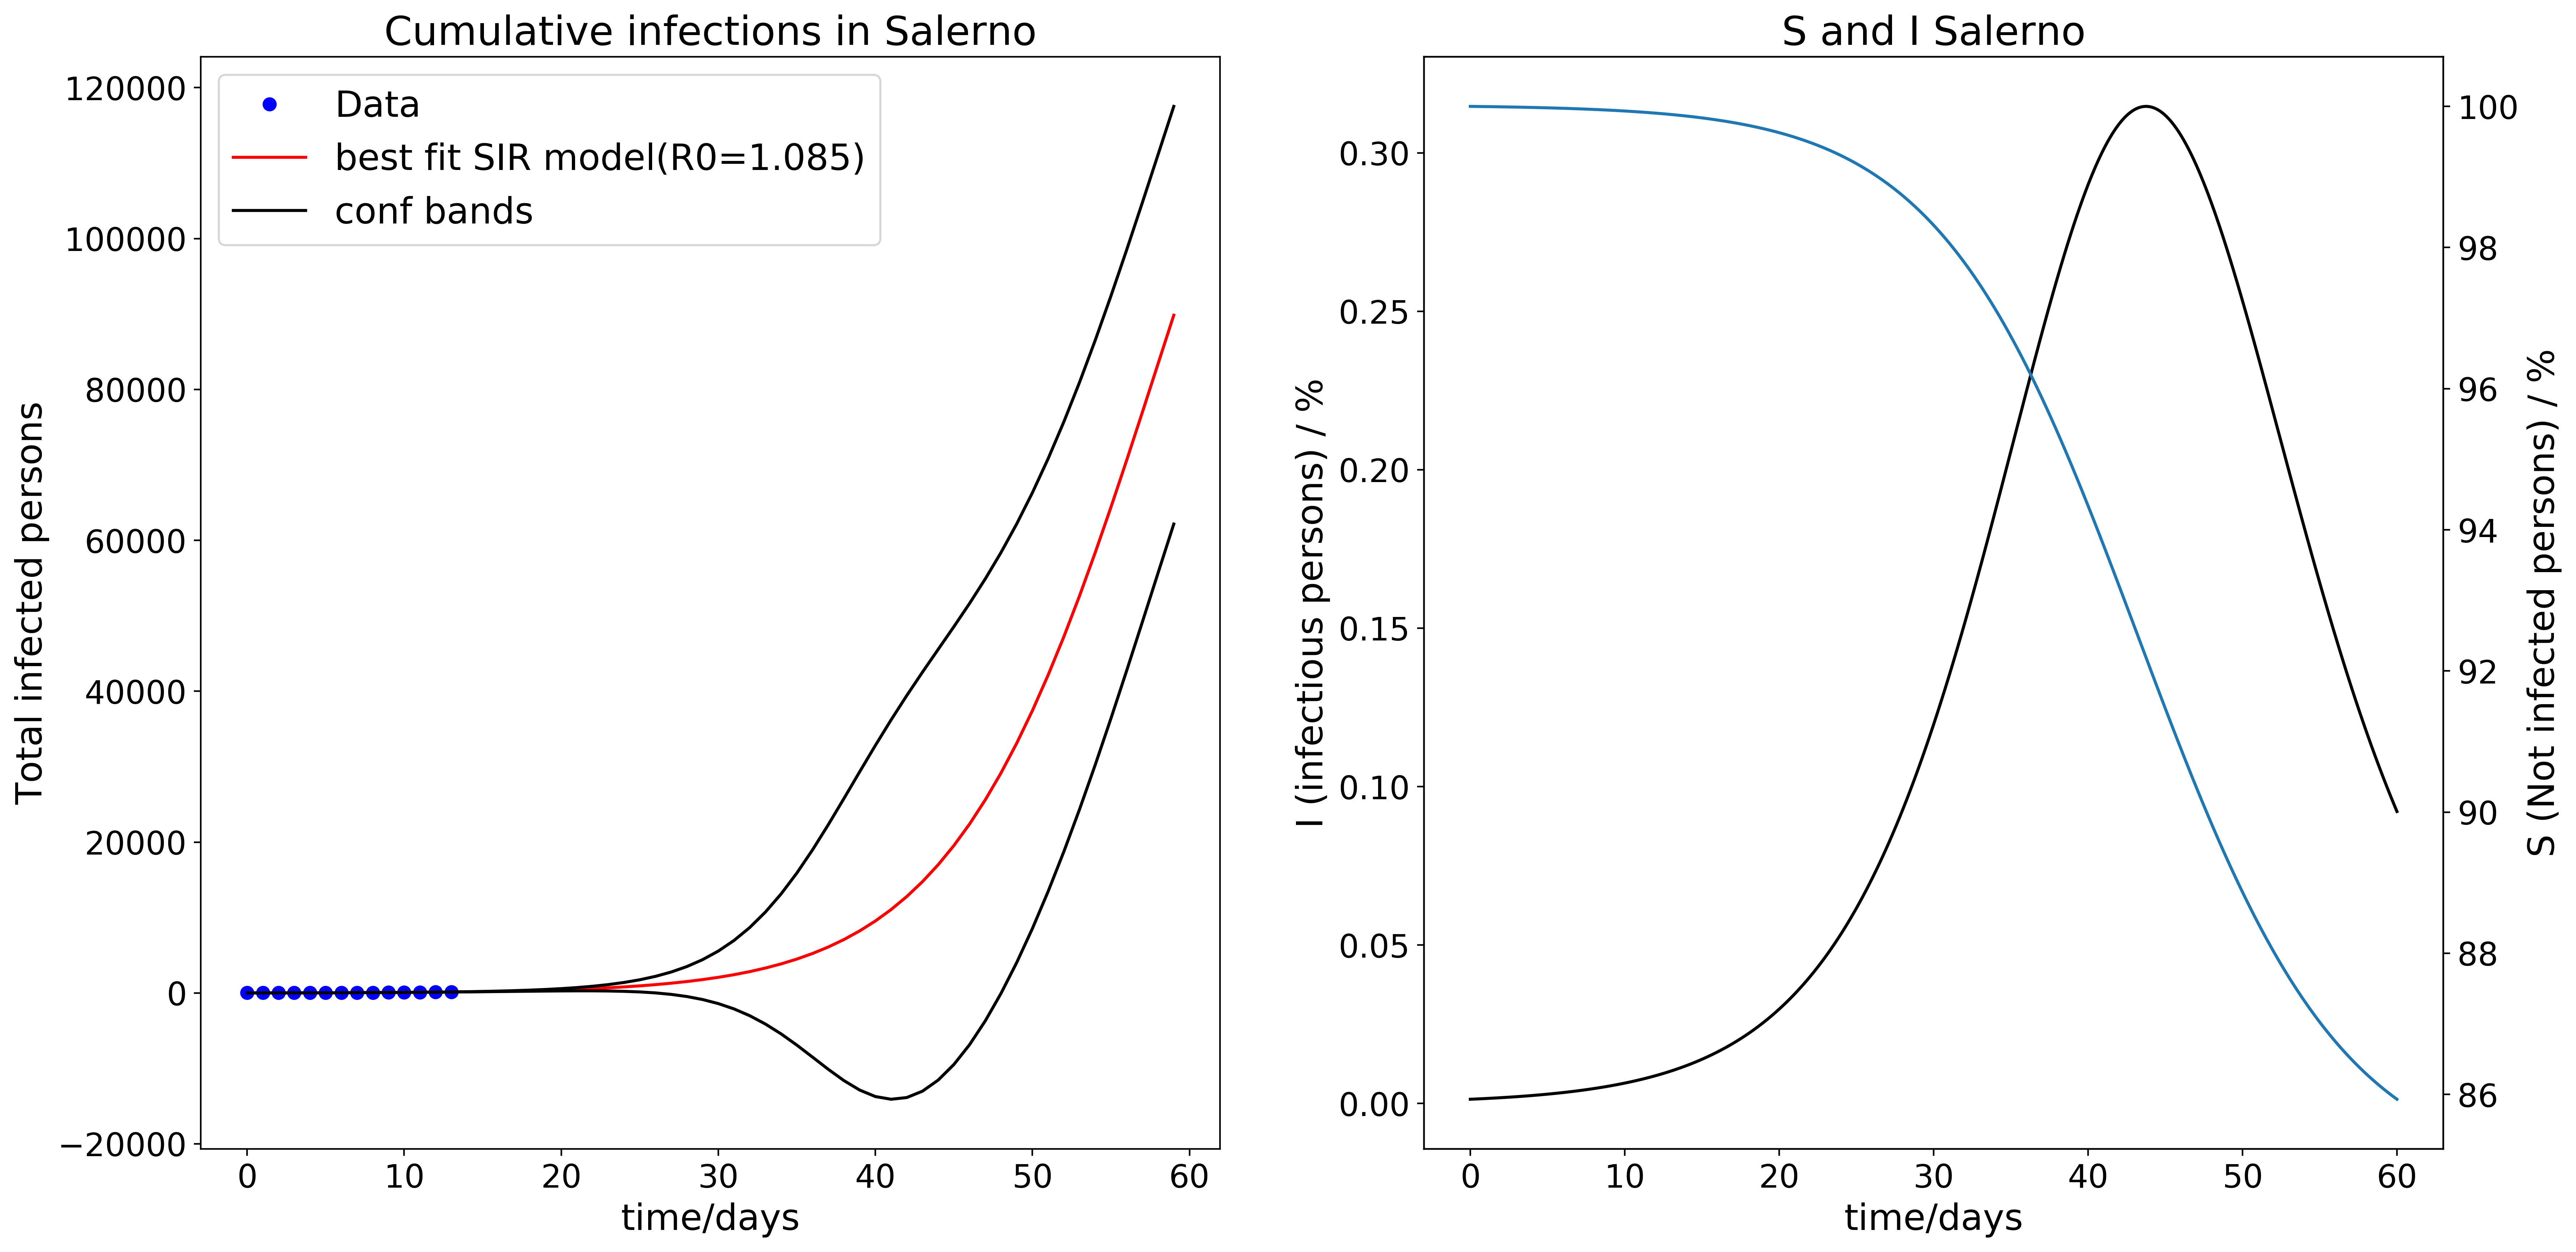 Cumulative infections in Salerno
Data
best fit SIR model(R0=1.085)
conf bands
Total infected persons
120000
100000
80000
60000
40000
20000
0
−20000
0 10 20 30 40 50 60
time/days
S and I Salerno
I (infectious persons) / %
0.30
0.25
0.20
0.15
0.10
0.05
0.00
100
98
96
94
92
90
88
86
S (Not infected persons) / %
0 10 20 30 40 50 60
time/days